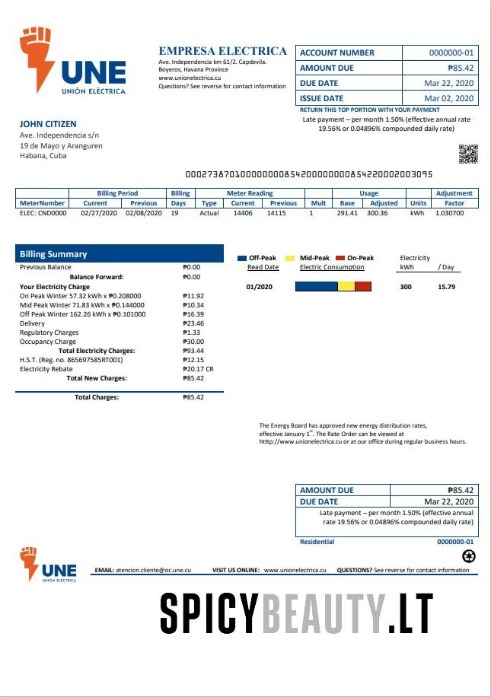 UNE
UNIÓN ELÉCTRICA
EMPRESA ELECTRICA
Ave. Independencia km 61/2. Capdevila.
Boyeros, Havana Province
www.unionelectrica.cu
Questions? See reverse for contact information
ACCOUNT NUMBER 0000000-01
AMOUNT DUE ₱85.42
DUE DATE Mar 22, 2020
ISSUE DATE Mar 02, 2020
RETURN THIS TOP PORTION WITH YOUR PAYMENT
Late payment – per month 1.50% (effective annual rate
19.56% or 0.04896% compounded daily rate)
JOHN CITIZEN
Ave. Independencia s/n
19 de Mayo y Aranguren
Habana, Cuba
Billing Period Billing Meter Reading Usage Adjustment
MeterNumber Current Previous Days Type Current Previous Mult Base Adjusted Units Factor
ELEC: CND0000 02/27/2020 02/08/2020 19 Actual 14406 14115 1 291.41 300.36 kWh 1.030700
Billing Summary
Previous Balance ₱0.00
Balance Forward: ₱0.00
Your Electricity Charge
On Peak Winter 57.32 kWh x ₱0.208000 ₱11.92
Mid Peak Winter 71.83 kWh x ₱0.144000 ₱10.34
Off Peak Winter 162.26 kWh x ₱0.101000 ₱16.39
Delivery ₱23.46
Regulatory Charges ₱1.33
Occupancy Charge ₱30.00
Total Electricity Charges: ₱93.44
H.S.T. (Reg. no. 865697585RT001) ₱12.15
Electricity Rebate ₱20.17 CR
Total New Charges: ₱85.42
Total Charges: ₱85.42
Off-Peak Mid-Peak On-Peak Electricity
Read Date Electric Consumption kWh / Day
01/2020 300 15.79
The Energy Board has approved new energy distribution rates,
effective January 1st. The Rate Order can be viewed at
http://www.unionelectrica.cu or at our office during regular business hours.
AMOUNT DUE ₱85.42
DUE DATE Mar 22, 2020
Late payment – per month 1.50% (effective annual
rate 19.56% or 0.04896% compounded daily rate)
Residential 0000000-01
UNE
UNIÓN ELÉCTRICA
EMAIL: atencion.cliente@oc.une.cu VISIT US ONLINE: www.unionelectrica.cu QUESTIONS? See reverse for contact information
SPICYBEAUTY.LT